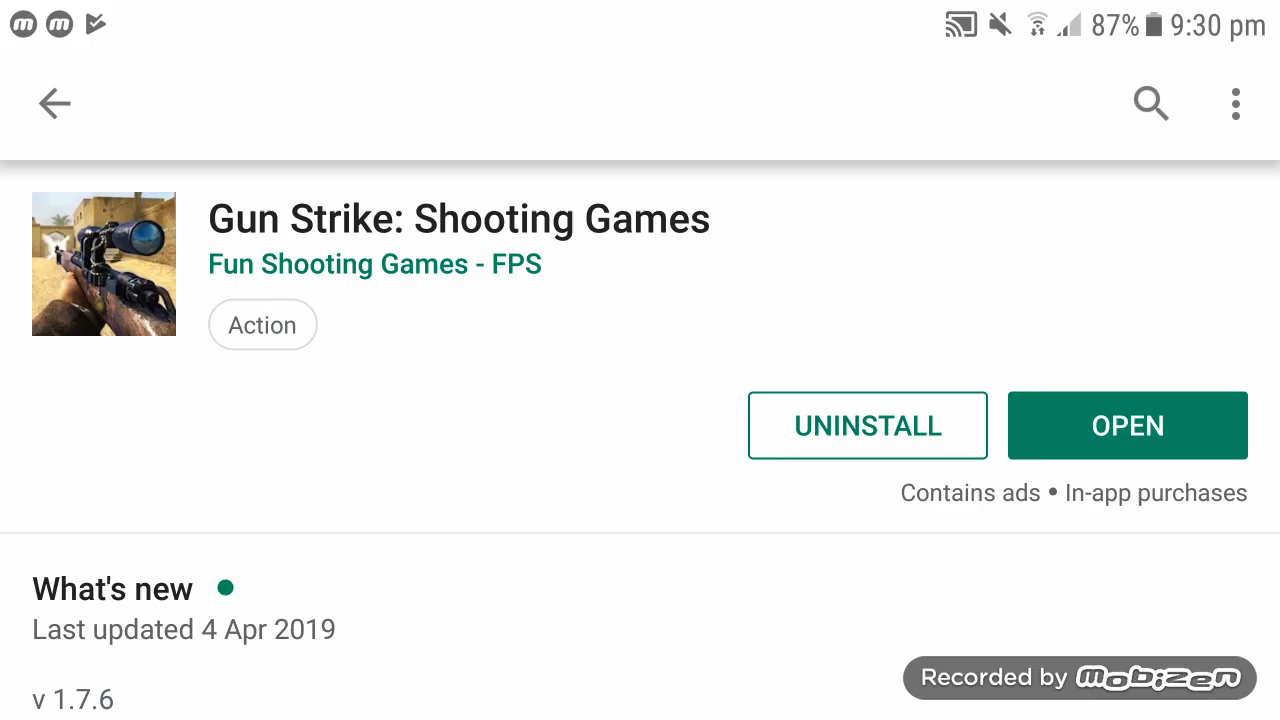 87% 9:30 pm
Gun Strike: Shooting Games
Fun Shooting Games - FPS
Action
UNINSTALL OPEN
Contains ads • In-app purchases
What's new
Last updated 4 Apr 2019
v 1.7.6
Recorded by mobizen